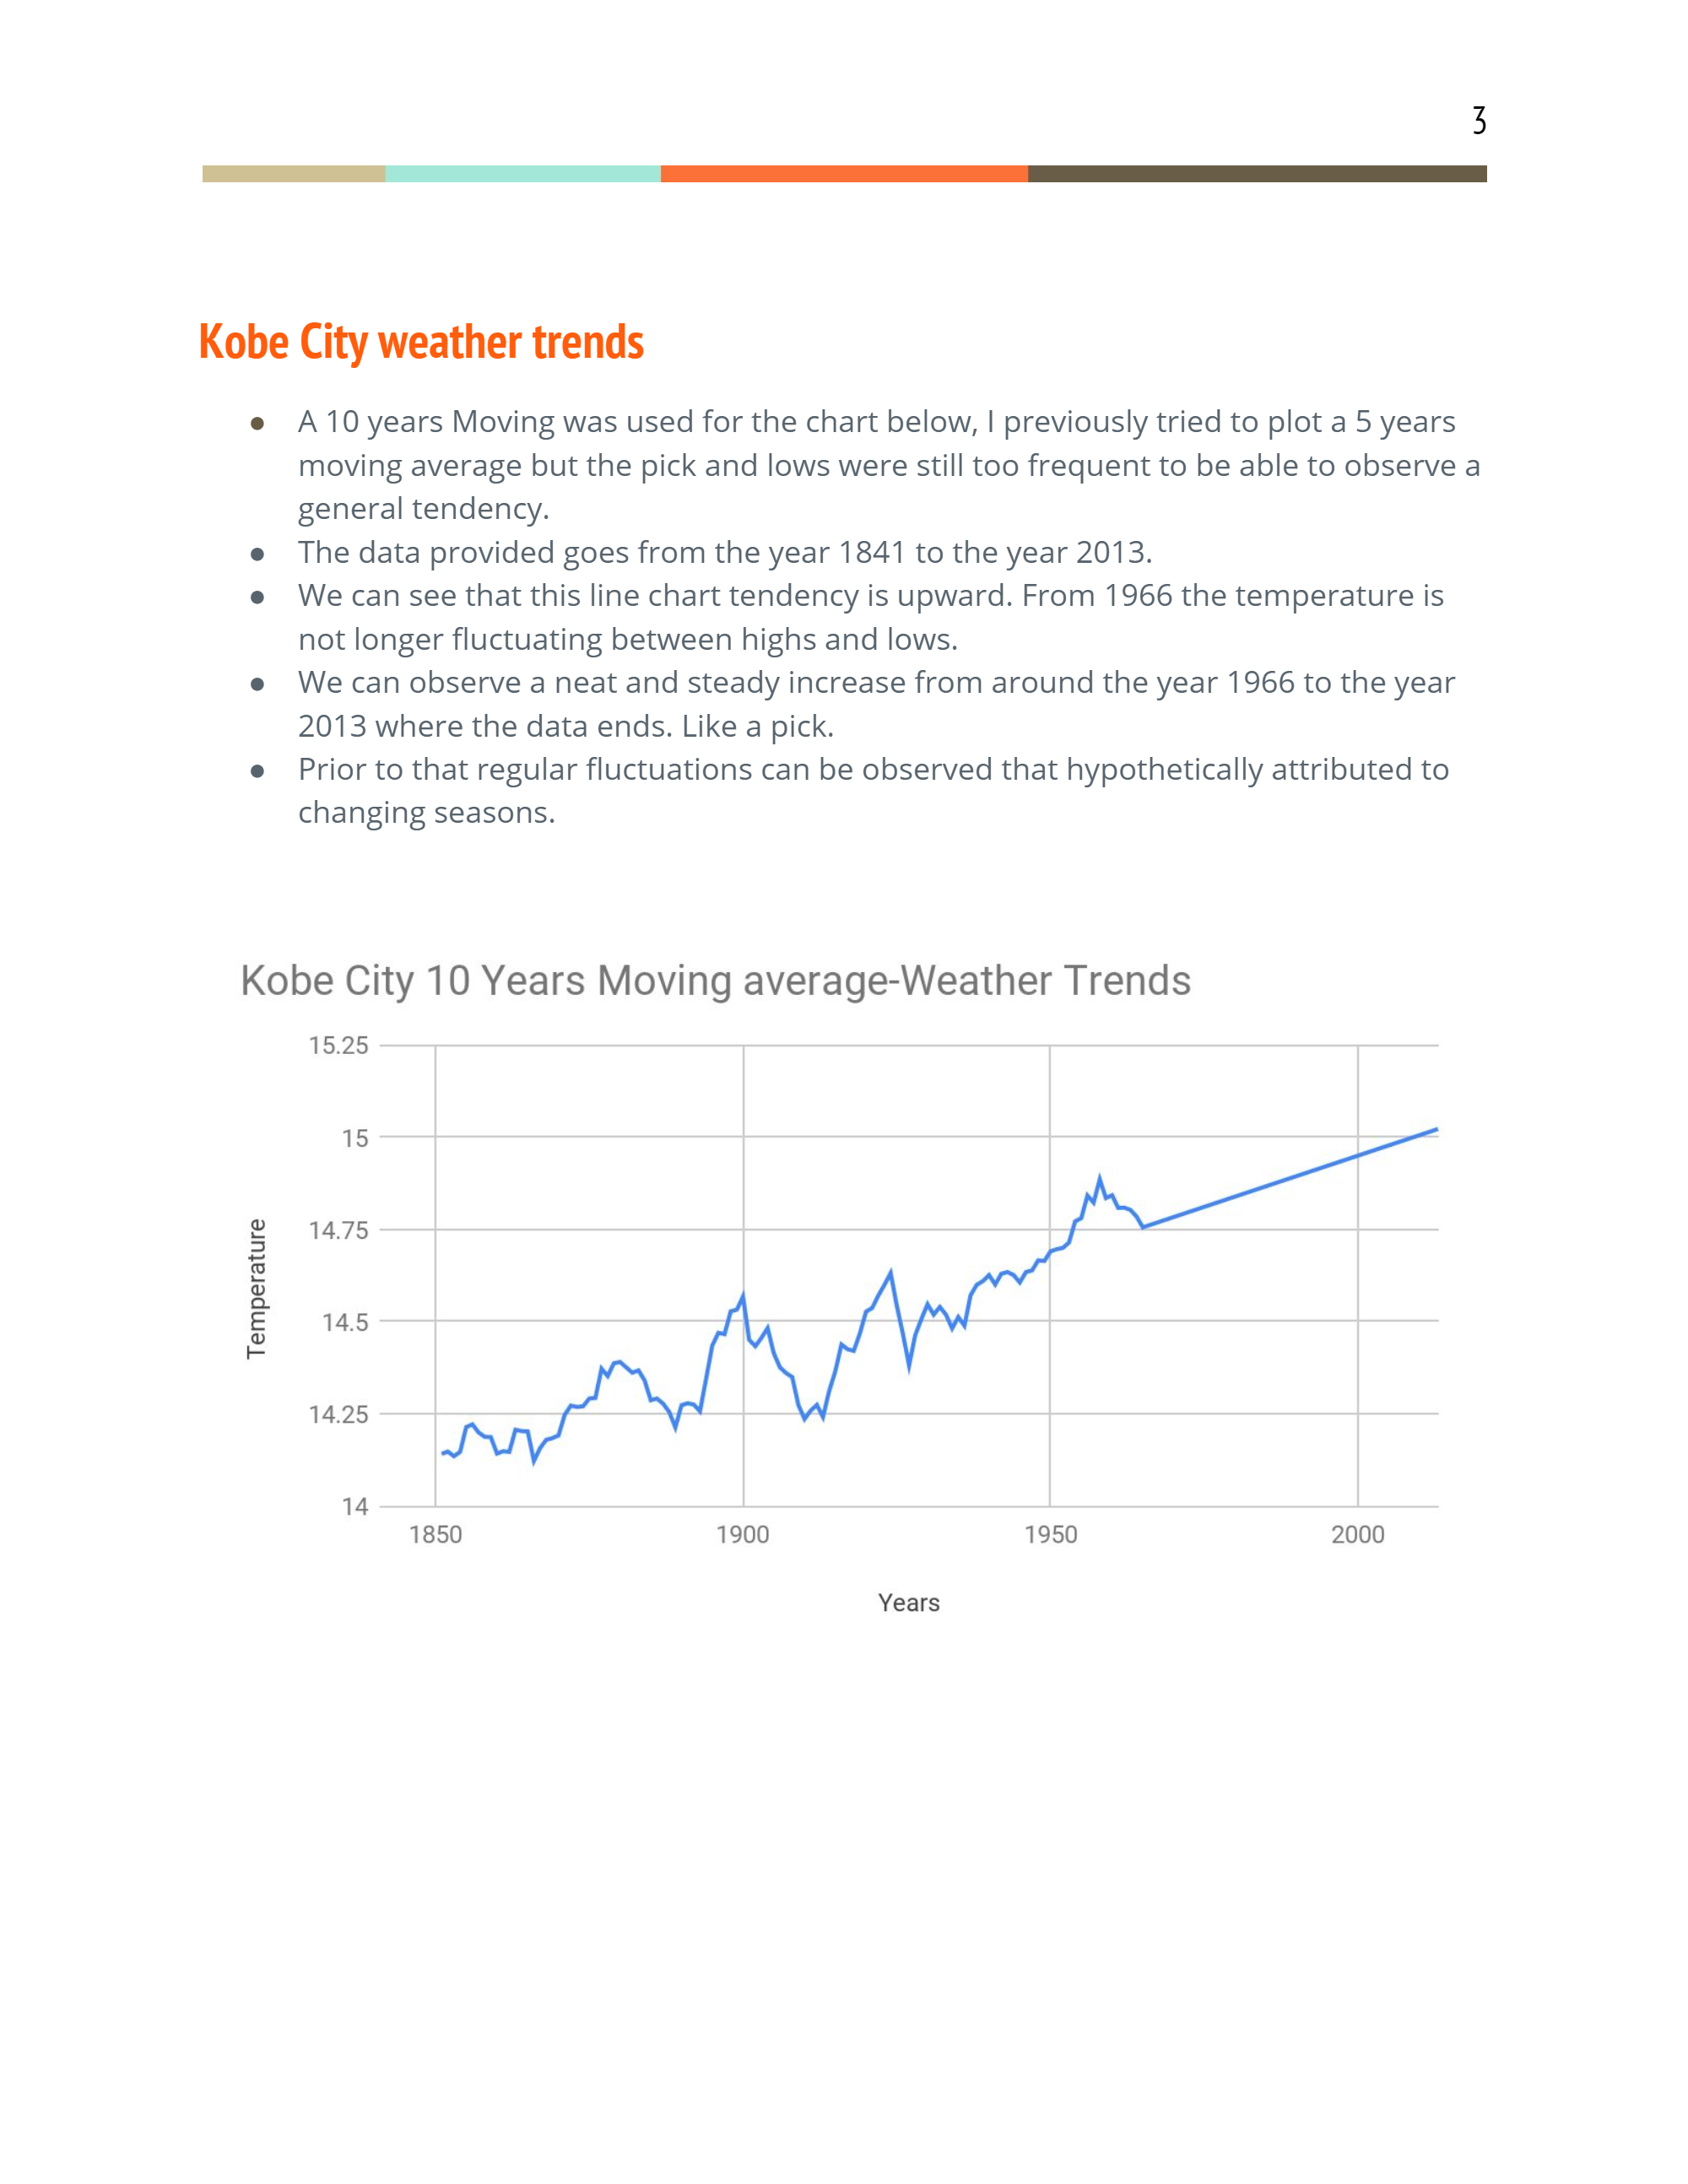 3
Kobe City weather trends
● A 10 years Moving was used for the chart below, I previously tried to plot a 5 years
moving average but the pick and lows were still too frequent to be able to observe a
general tendency.
● The data provided goes from the year 1841 to the year 2013.
● We can see that this line chart tendency is upward. From 1966 the temperature is
not longer fluctuating between highs and lows.
● We can observe a neat and steady increase from around the year 1966 to the year
2013 where the data ends. Like a pick.
● Prior to that regular fluctuations can be observed that hypothetically attributed to
changing seasons.
Kobe City 10 Years Moving average-Weather Trends
15.25
15
14.75
14.5
14.25
14
Temperature
1850 1900 1950 2000
Years